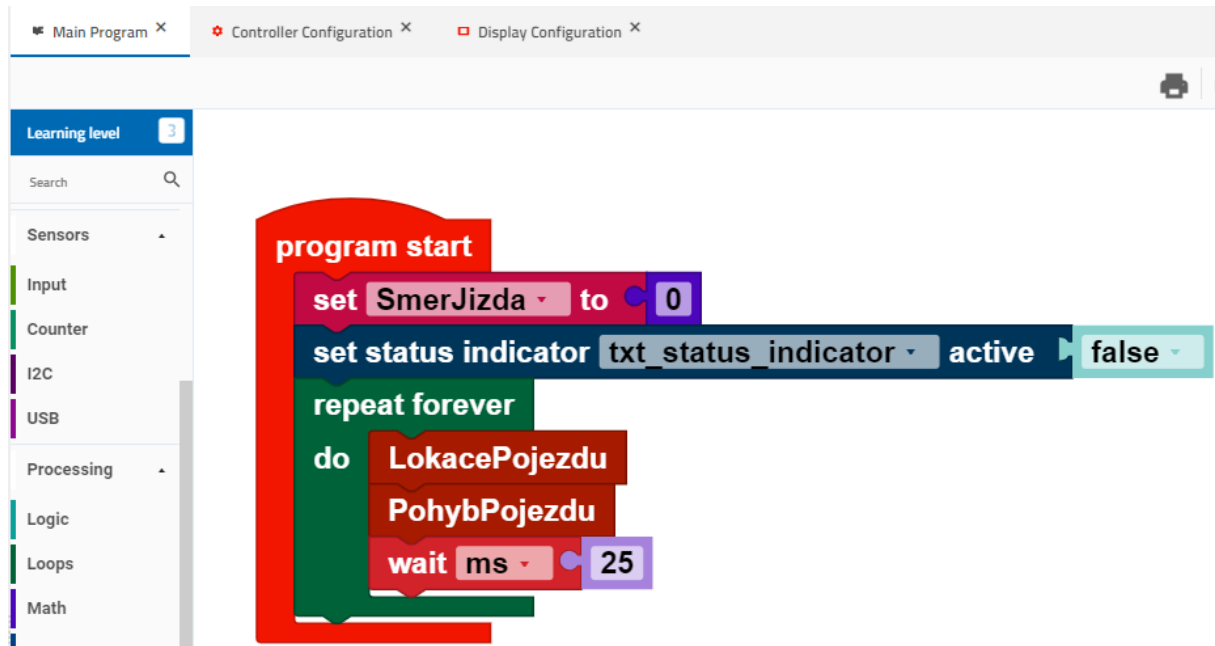 Main Program ×
Controller Configuration ×
Display Configuration ×
Learning level 3
Search
Sensors
Input
Counter
I2C
USB
Processing
Logic
Loops
Math
program start
set SmerJizda to 0
set status indicator txt_status_indicator active false
repeat forever
do LokacePojezdu
PohybPojezdu
wait ms 25